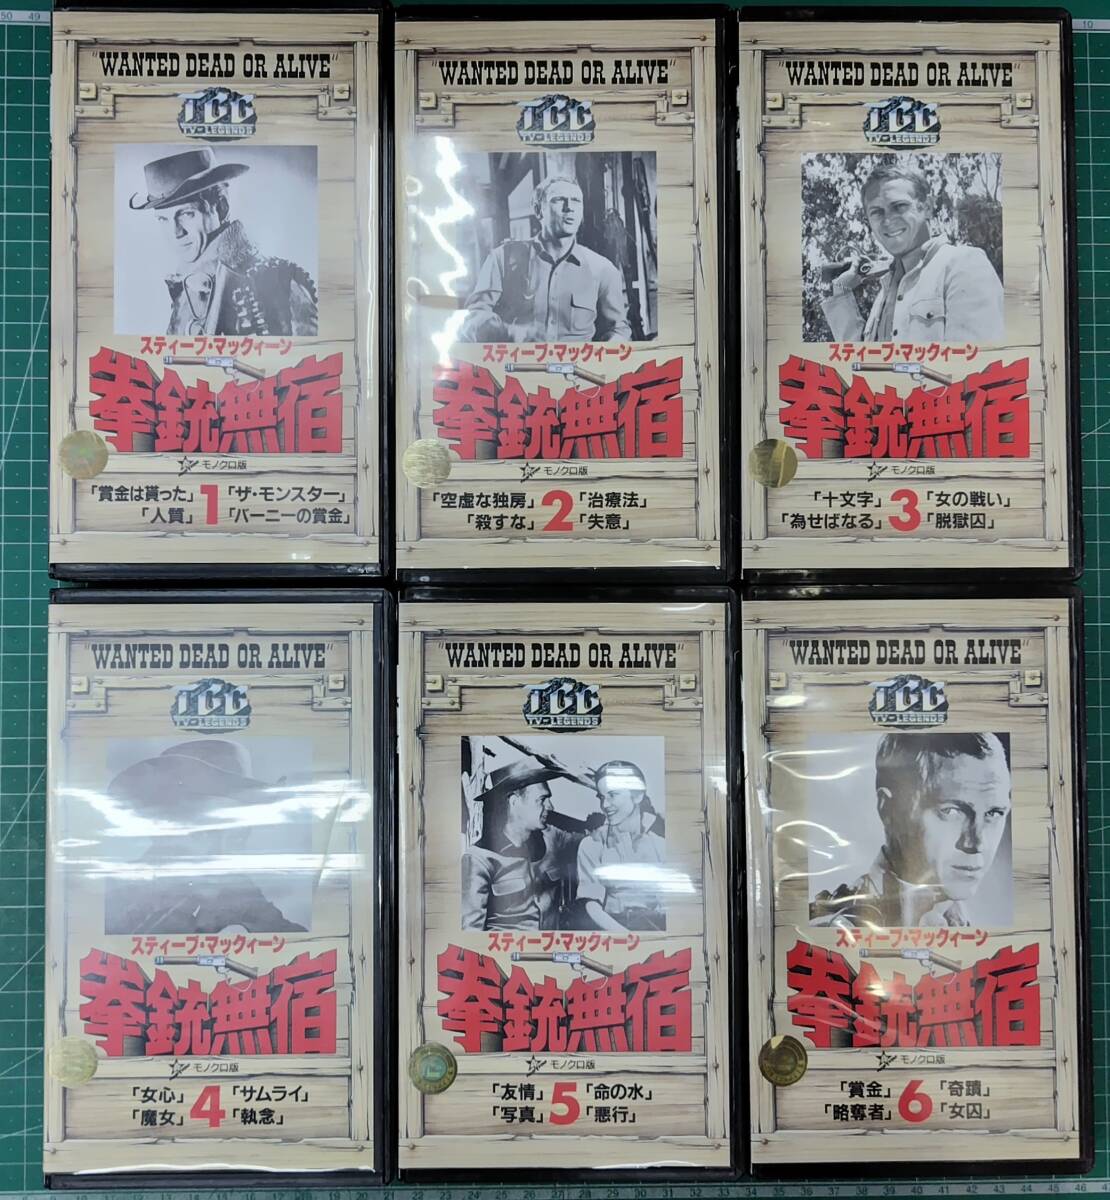 "WANTED DEAD OR ALIVE"
TCC
TV-LEGENDS
スティーブ・マックィーン
拳銃無宿
モノクロ版
「賞金は貰った」1「ザ・モンスター」
「人質」「バーニーの賞金」
"WANTED DEAD OR ALIVE"
TCC
TV-LEGENDS
スティーブ・マックィーン
拳銃無宿
モノクロ版
「空虚な独房」2「治療法」
「殺すな」「失意」
"WANTED DEAD OR ALIVE"
TCC
TV-LEGENDS
スティーブ・マックィーン
拳銃無宿
モノクロ版
「十文字」3「女の戦い」
「為せばなる」「脱獄囚」
"WANTED DEAD OR ALIVE"
TCC
TV-LEGENDS
スティーブ・マックィーン
拳銃無宿
モノクロ版
「女心」4「サムライ」
「魔女」「執念」
"WANTED DEAD OR ALIVE"
TCC
TV-LEGENDS
スティーブ・マックィーン
拳銃無宿
モノクロ版
「友情」5「命の水」
「写真」「悪行」
"WANTED DEAD OR ALIVE"
TCC
TV-LEGENDS
スティーブ・マックィーン
拳銃無宿
モノクロ版
「賞金」6「奇蹟」
「略奪者」「女囚」